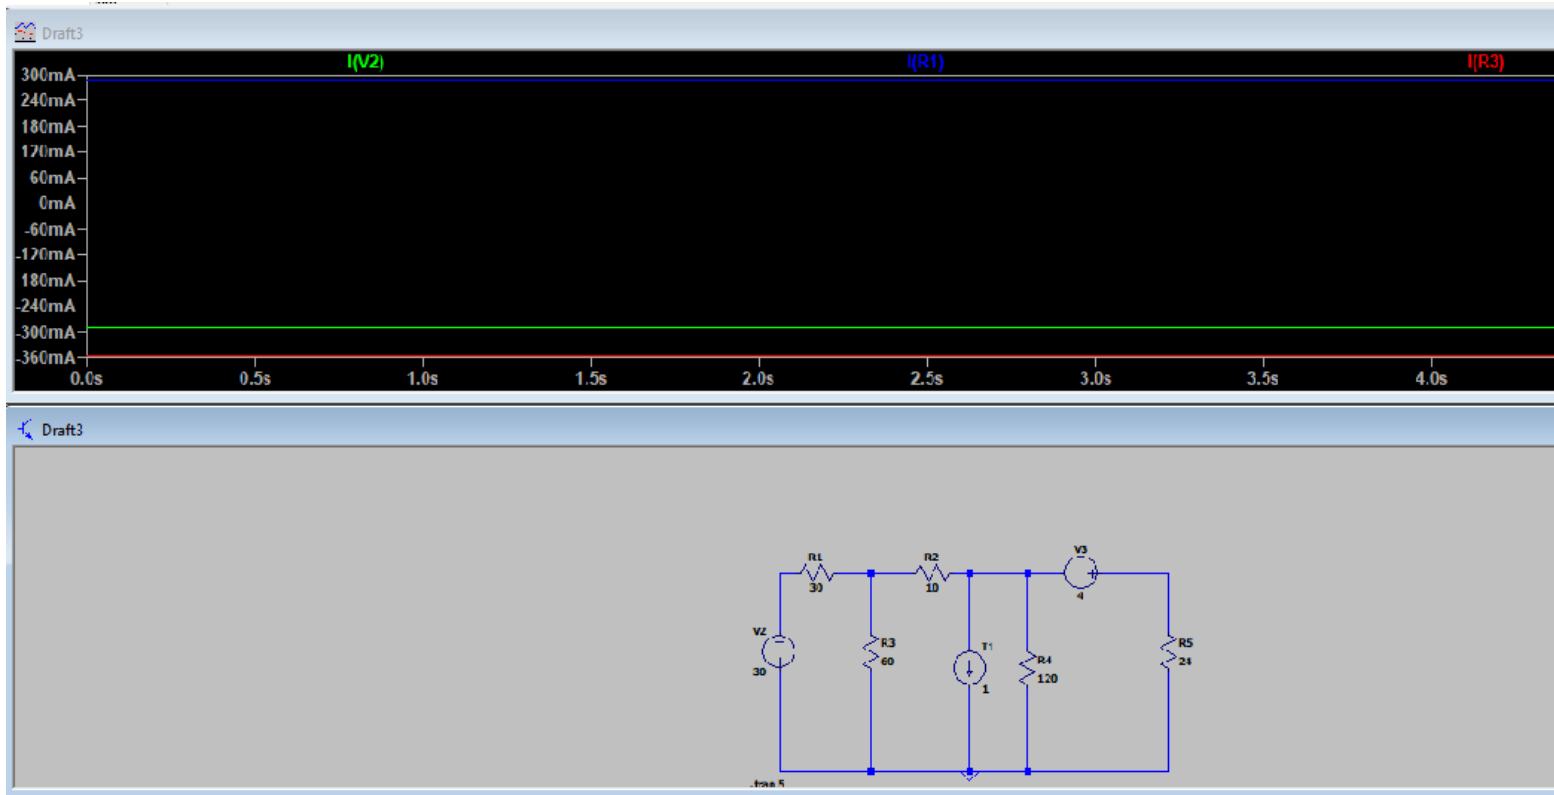 Draft3
I(V2) I(R1) I(R3)
300mA
240mA
180mA
120mA
60mA
0mA
-60mA
-120mA
180mA
-240mA
-300mA
-360mA
0.0s 0.5s 1.0s 1.5s 2.0s 2.5s 3.0s 3.5s 4.0s
Draft3
R1 R2 V3
30 10 4
V2 R3 R5
30 60 24
R4
1 120
.tran 5